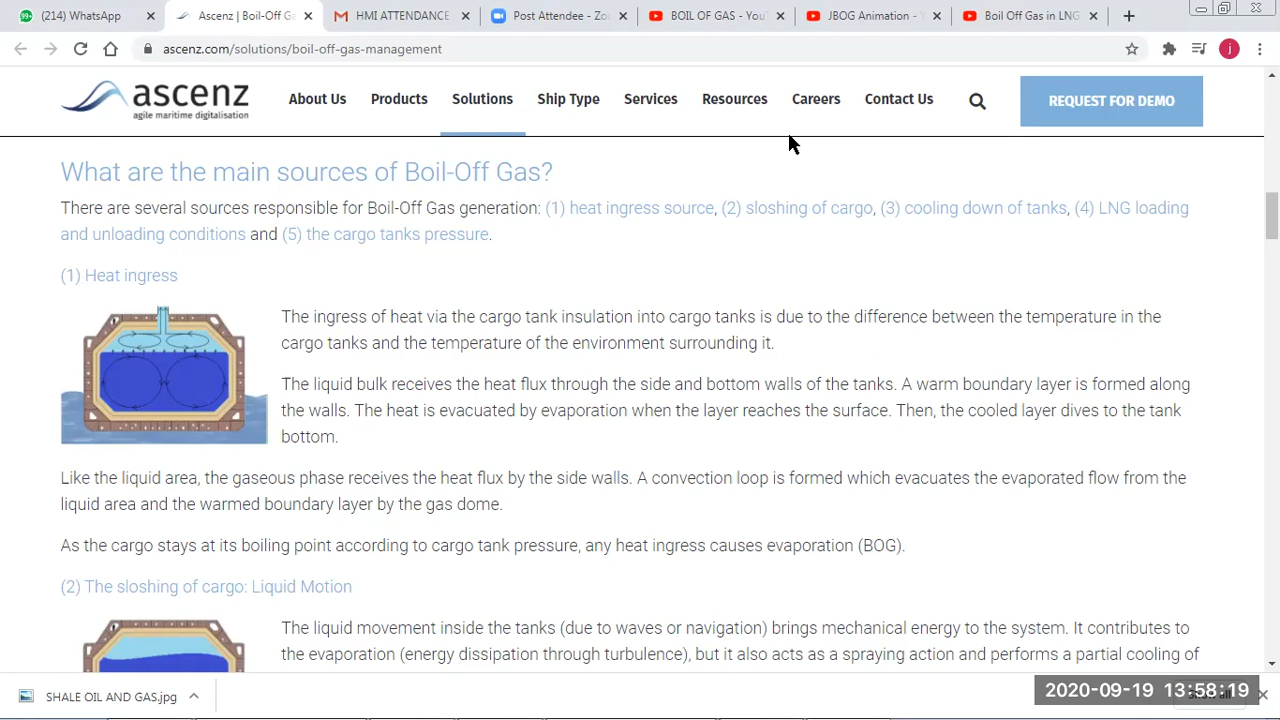 (214) WhatsApp
Ascenz | Boil-Off G
HMI ATTENDANCE
Post Attendee - Zo
BOIL OF GAS - You
JBOG Animation -
Boil Off Gas in LNG
ascenz.com/solutions/boil-off-gas-management
ascenz
agile maritime digitalisation
About Us Products Solutions Ship Type Services Resources Careers Contact Us
REQUEST FOR DEMO
What are the main sources of Boil-Off Gas?
There are several sources responsible for Boil-Off Gas generation: (1) heat ingress source, (2) sloshing of cargo, (3) cooling down of tanks, (4) LNG loading
and unloading conditions and (5) the cargo tanks pressure.
(1) Heat ingress
The ingress of heat via the cargo tank insulation into cargo tanks is due to the difference between the temperature in the
cargo tanks and the temperature of the environment surrounding it.
The liquid bulk receives the heat flux through the side and bottom walls of the tanks. A warm boundary layer is formed along
the walls. The heat is evacuated by evaporation when the layer reaches the surface. Then, the cooled layer dives to the tank
bottom.
Like the liquid area, the gaseous phase receives the heat flux by the side walls. A convection loop is formed which evacuates the evaporated flow from the
liquid area and the warmed boundary layer by the gas dome.
As the cargo stays at its boiling point according to cargo tank pressure, any heat ingress causes evaporation (BOG).
(2) The sloshing of cargo: Liquid Motion
The liquid movement inside the tanks (due to waves or navigation) brings mechanical energy to the system. It contributes to
the evaporation (energy dissipation through turbulence), but it also acts as a spraying action and performs a partial cooling of
SHALE OIL AND GAS.jpg
2020-09-19 13:58:19